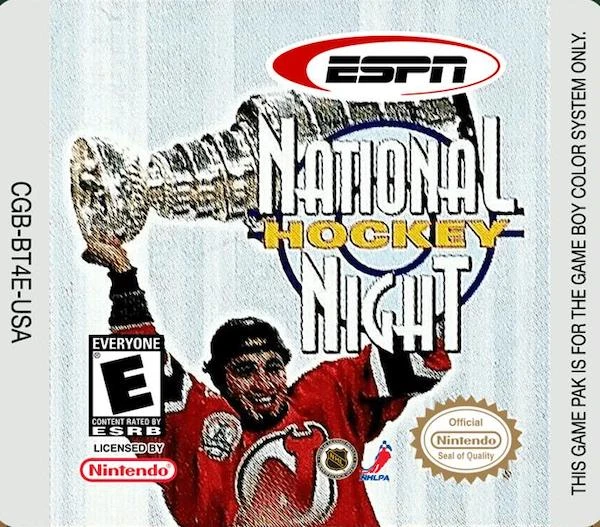 ESPN
NATIONAL
HOCKEY
NIGHT
CGB-BT4E-USA
EVERYONE
E
CONTENT RATED BY
ESRB
LICENSED BY
Nintendo®
NHLPA
Official
Nintendo
Seal of Quality
THIS GAME PAK IS FOR THE GAME BOY COLOR SYSTEM ONLY.